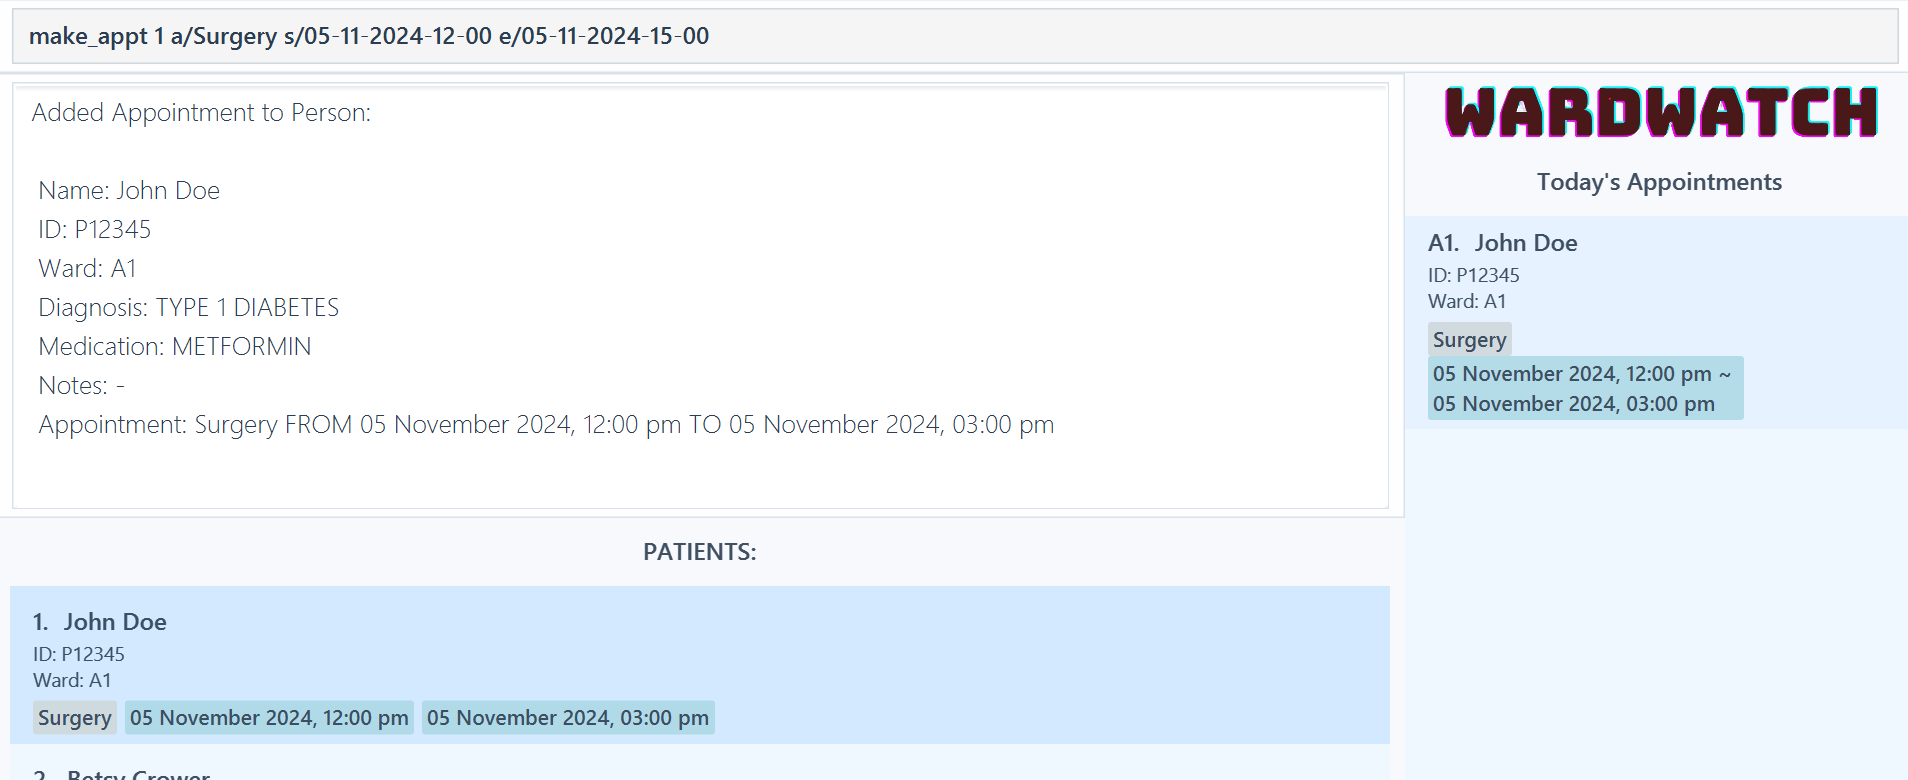 make_appt 1 a/Surgery s/05-11-2024-12-00 e/05-11-2024-15-00
Added Appointment to Person:
Name: John Doe
ID: P12345
Ward: A1
Diagnosis: TYPE 1 DIABETES
Medication: METFORMIN
Notes: -
Appointment: Surgery FROM 05 November 2024, 12:00 pm TO 05 November 2024, 03:00 pm
PATIENTS:
1. John Doe
ID: P12345
Ward: A1
Surgery 05 November 2024, 12:00 pm 05 November 2024, 03:00 pm
2. Betsy Crower
WARDWATCH
Today's Appointments
A1. John Doe
ID: P12345
Ward: A1
Surgery
05 November 2024, 12:00 pm ~
05 November 2024, 03:00 pm